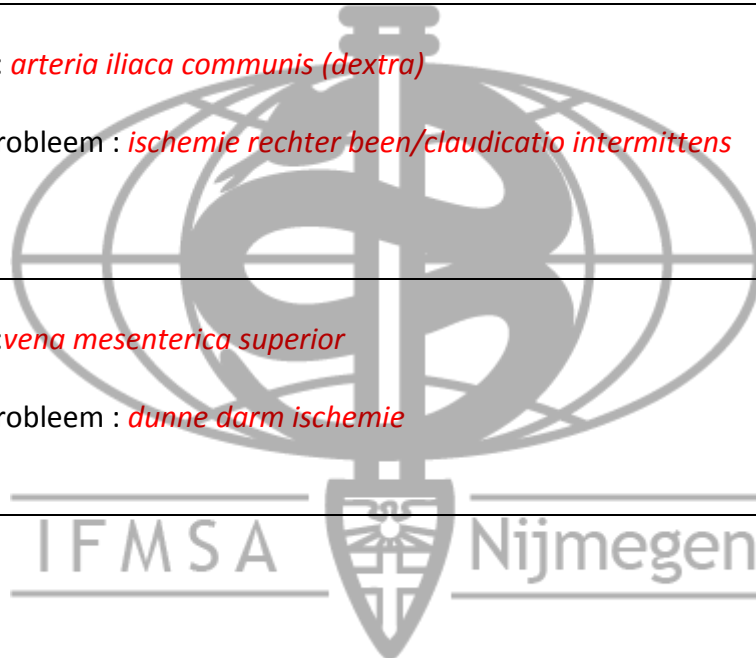 : arteria iliaca communis (dextra)
robleem : ischemie rechter been/claudicatio intermittens
:vena mesenterica superior
robleem : dunne darm ischemie
IFMSA Nijmegen